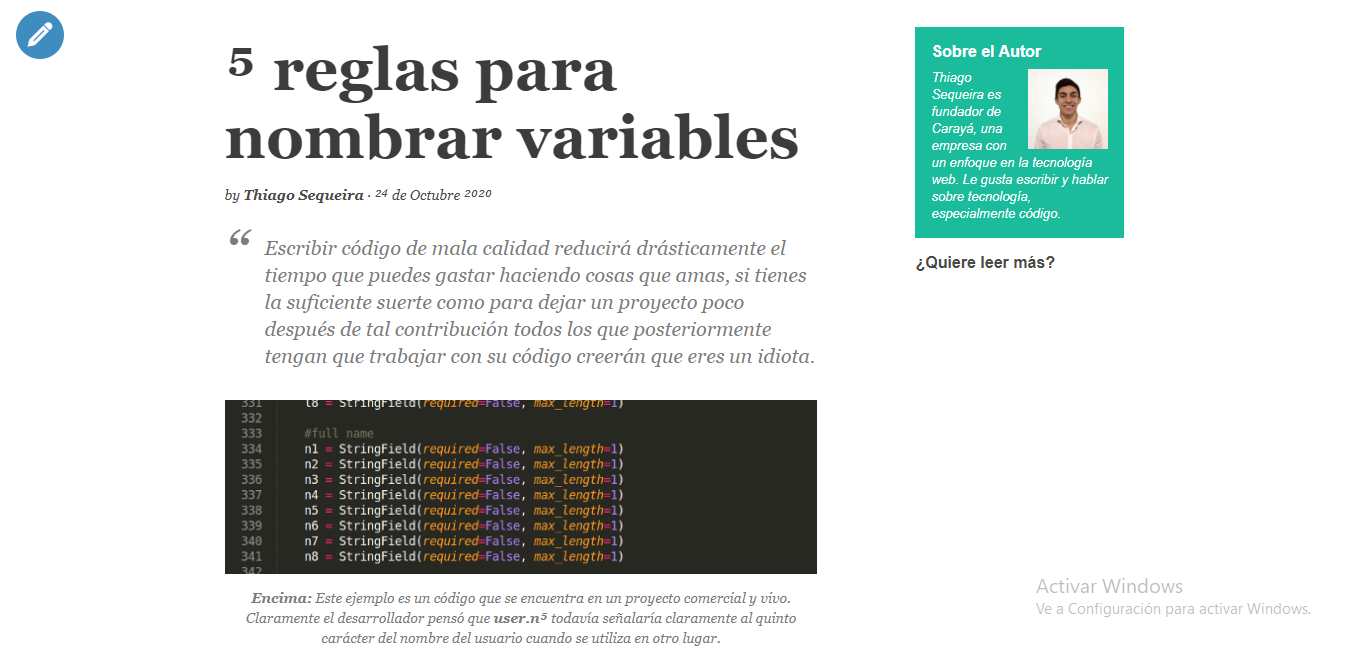 5 reglas para
nombrar variables
by Thiago Sequeira · 24 de Octubre 2020
“ Escribir código de mala calidad reducirá drásticamente el
tiempo que puedes gastar haciendo cosas que amas, si tienes
la suficiente suerte como para dejar un proyecto poco
después de tal contribución todos los que posteriormente
tengan que trabajar con su código creerán que eres un idiota.
331 l8 = StringField(required=False, max_length=1)
332
333 #full name
334 n1 = StringField(required=False, max_length=1)
335 n2 = StringField(required=False, max_length=1)
336 n3 = StringField(required=False, max_length=1)
337 n4 = StringField(required=False, max_length=1)
338 n5 = StringField(required=False, max_length=1)
339 n6 = StringField(required=False, max_length=1)
340 n7 = StringField(required=False, max_length=1)
341 n8 = StringField(required=False, max_length=1)
342
Encima: Este ejemplo es un código que se encuentra en un proyecto comercial y vivo.
Claramente el desarrollador pensó que user.n5 todavía señalaría claramente al quinto
carácter del nombre del usuario cuando se utiliza en otro lugar.
Sobre el Autor
Thiago
Sequeira es
fundador de
Carayá, una
empresa con
un enfoque en la tecnología
web. Le gusta escribir y hablar
sobre tecnología,
especialmente código.
¿Quiere leer más?
Activar Windows
Ve a Configuración para activar Windows.